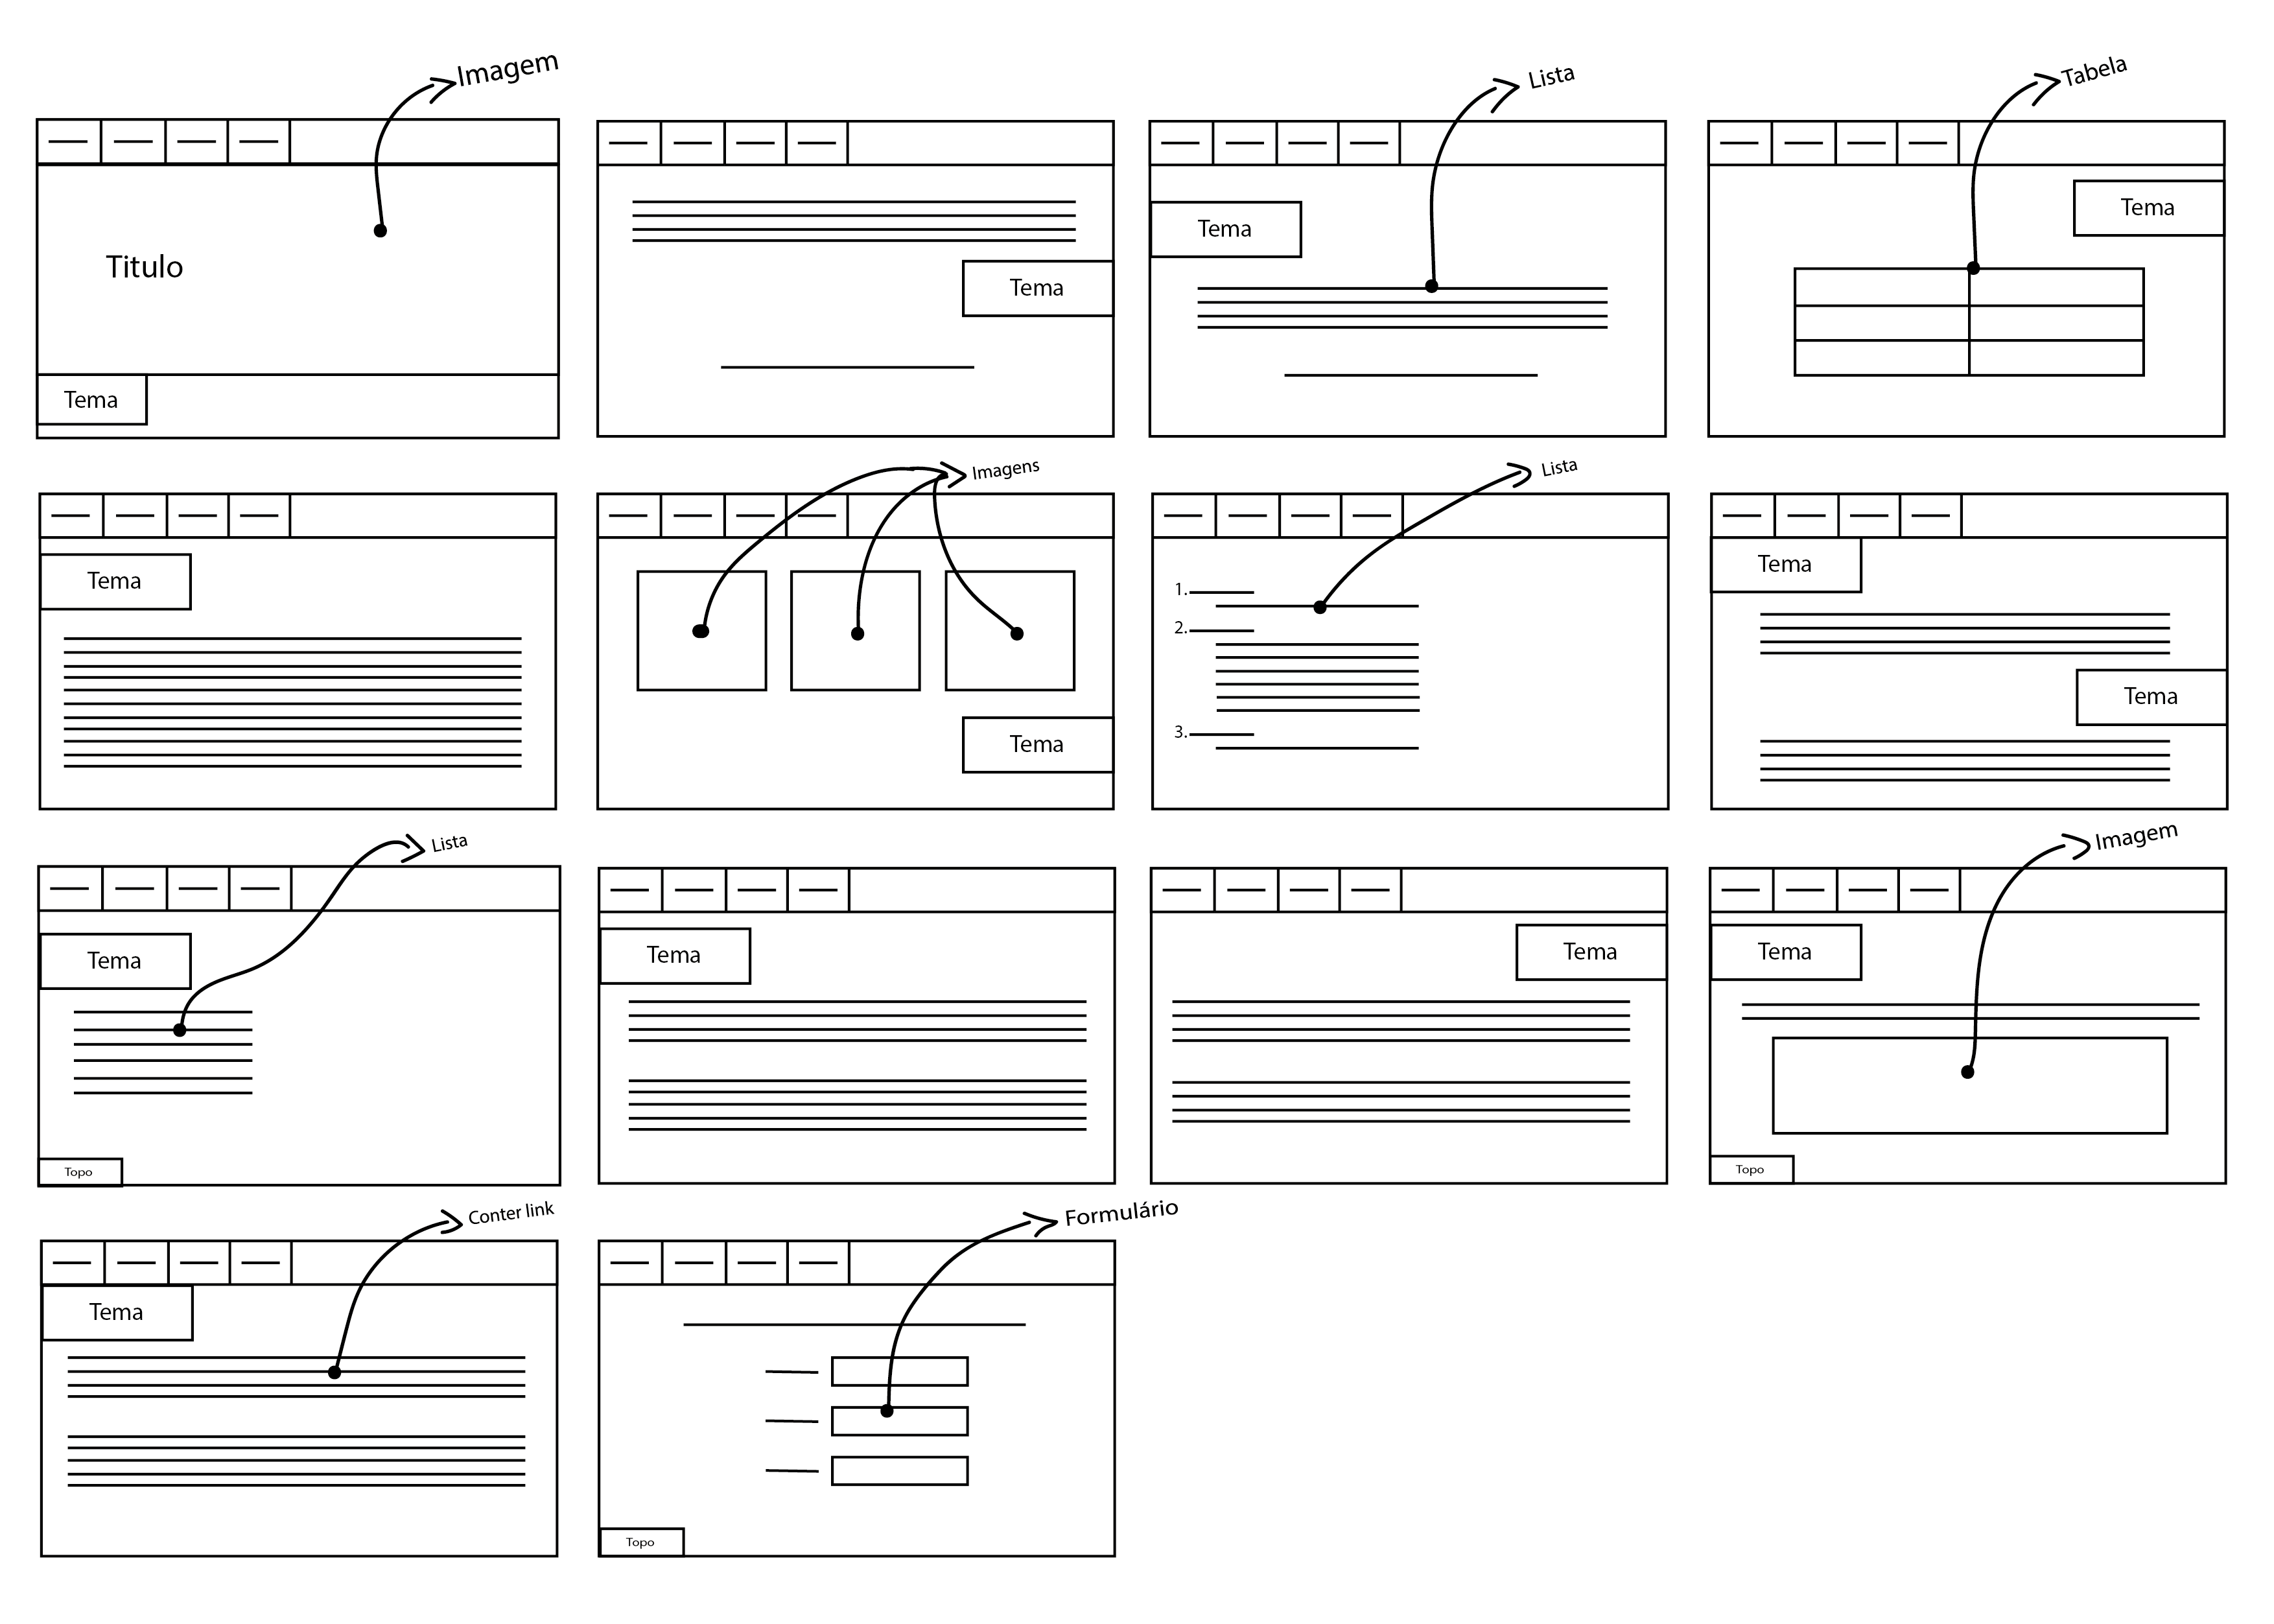 Imagem
Lista
Tabela
Titulo
Tema
Tema
Tema
Tema
Imagens
Lista
Tema
Tema
1.
2.
3.
Tema
Tema
Lista
Imagem
Tema
Topo
Tema
Tema
Tema
Topo
Conter link
Formulário
Tema
Topo